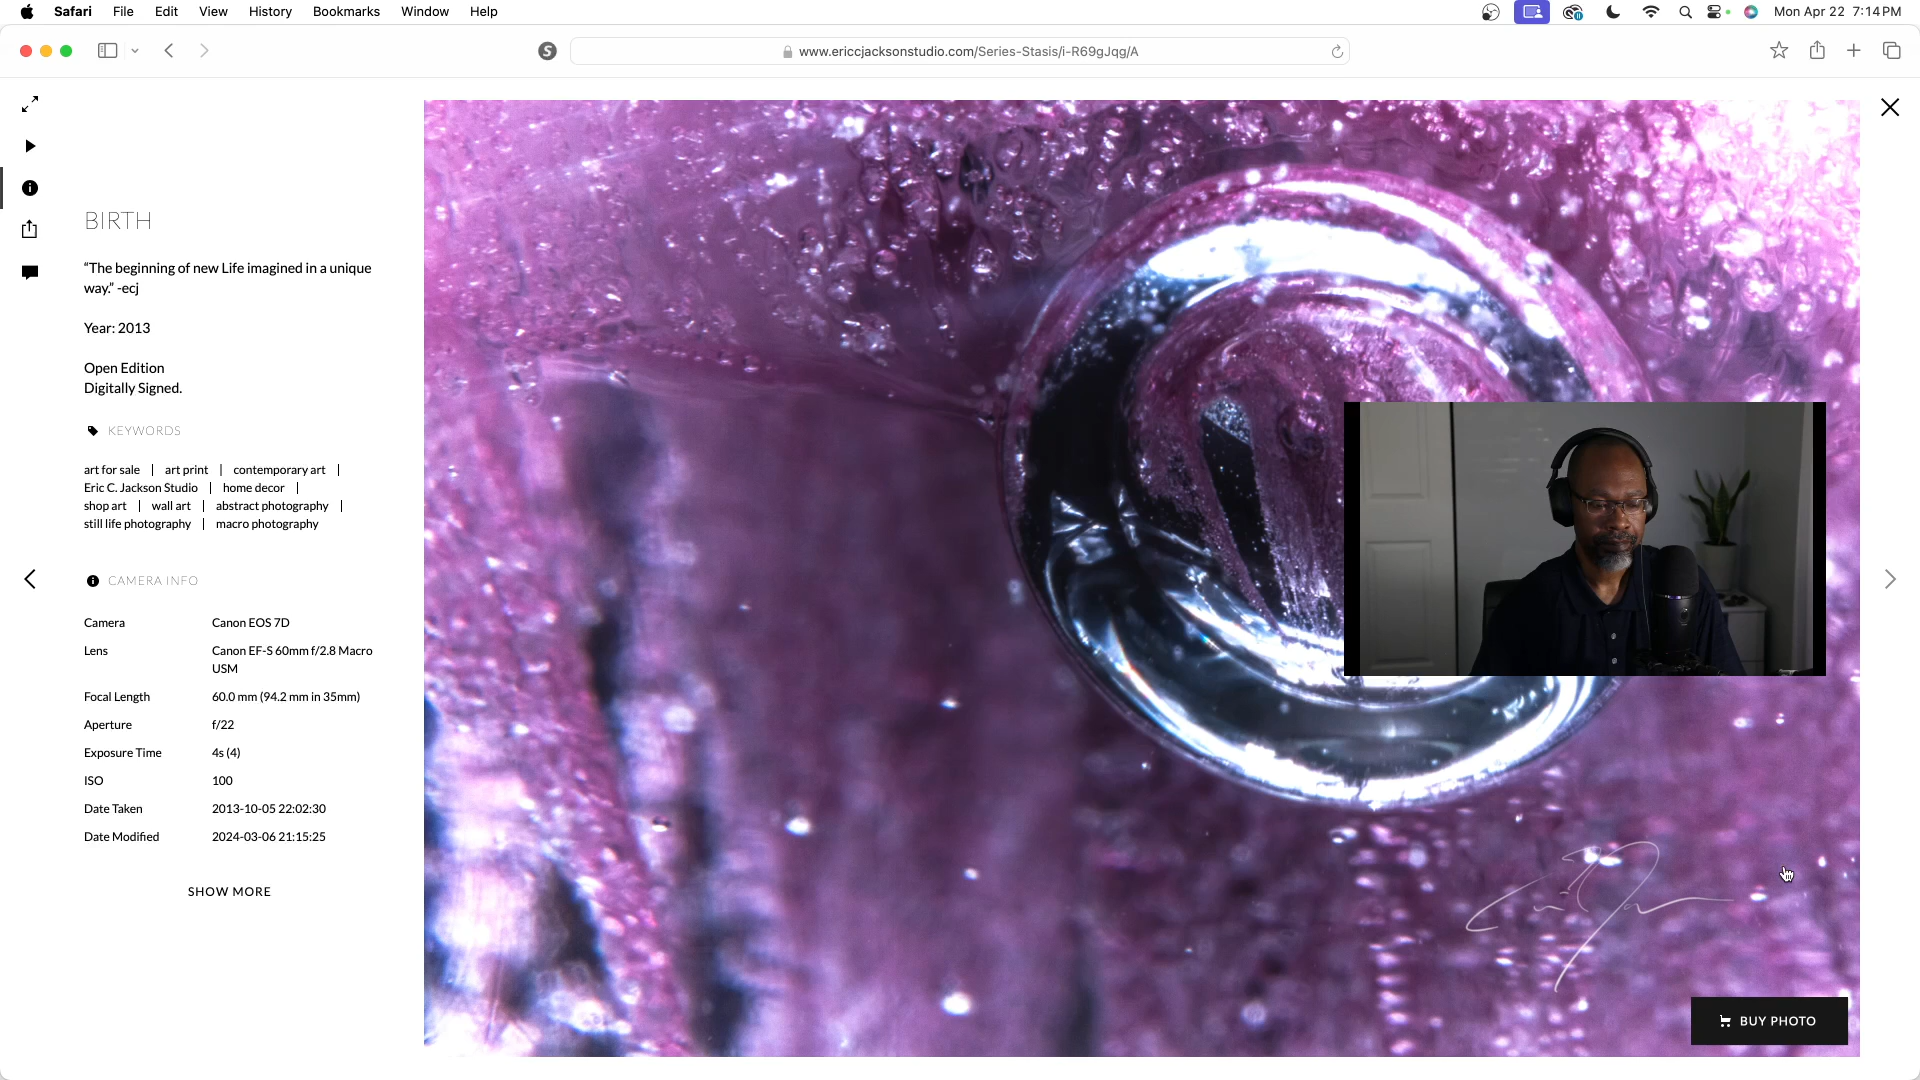 Safari File Edit View History Bookmarks Window Help Mon Apr 22 7:14 PM
www.ericcjacksonstudio.com/Series-Stasis/i-R69gJqg/A
BIRTH
“The beginning of new Life imagined in a unique
way.” -ecj
Year: 2013
Open Edition
Digitally Signed.
KEYWORDS
art for sale | art print | contemporary art |
Eric C. Jackson Studio | home decor |
shop art | wall art | abstract photography |
still life photography | macro photography
CAMERA INFO
Camera Canon EOS 7D
Lens Canon EF-S 60mm f/2.8 Macro
USM
Focal Length 60.0 mm (94.2 mm in 35mm)
Aperture f/22
Exposure Time 4s (4)
ISO 100
Date Taken 2013-10-05 22:02:30
Date Modified 2024-03-06 21:15:25
SHOW MORE
BUY PHOTO